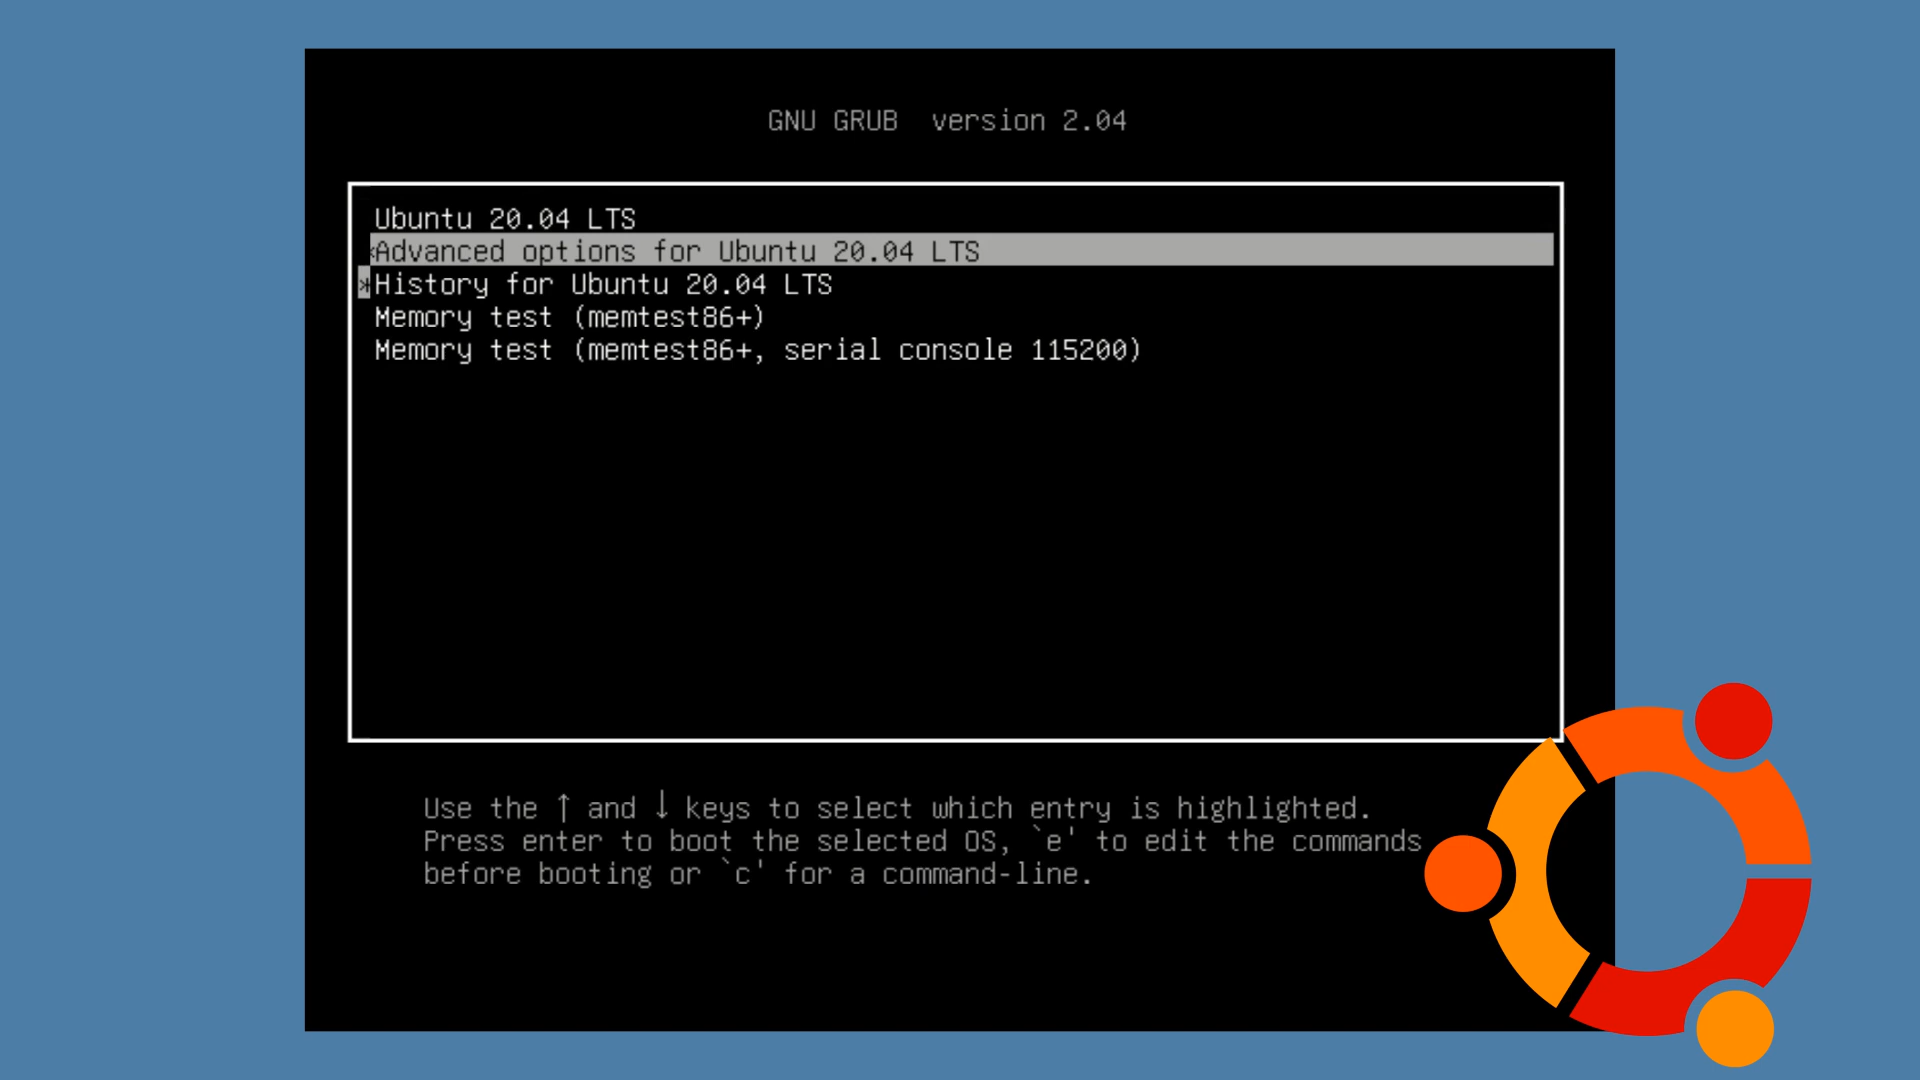 GNU GRUB  version 2.04
Ubuntu 20.04 LTS
Advanced options for Ubuntu 20.04 LTS
*History for Ubuntu 20.04 LTS
Memory test (memtest86+)
Memory test (memtest86+, serial console 115200)
Use the ↑ and ↓ keys to select which entry is highlighted.
Press enter to boot the selected OS, `e' to edit the commands
before booting or `c' for a command-line.